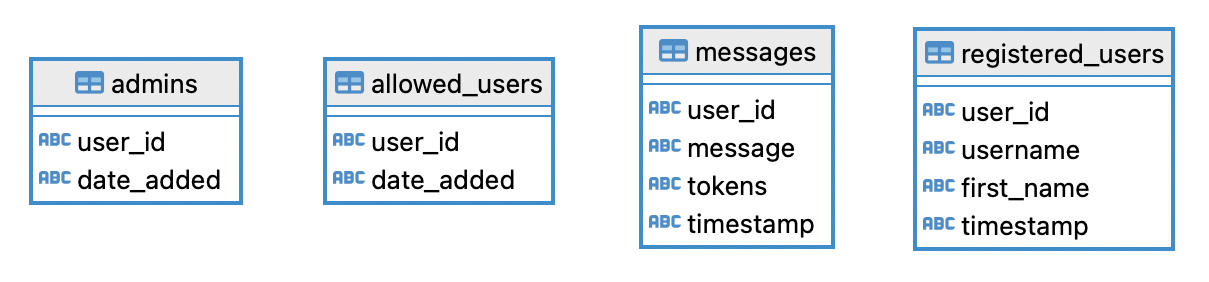 admins
ABC user_id
ABC date_added
allowed_users
ABC user_id
ABC date_added
messages
ABC user_id
ABC message
ABC tokens
ABC timestamp
registered_users
ABC user_id
ABC username
ABC first_name
ABC timestamp